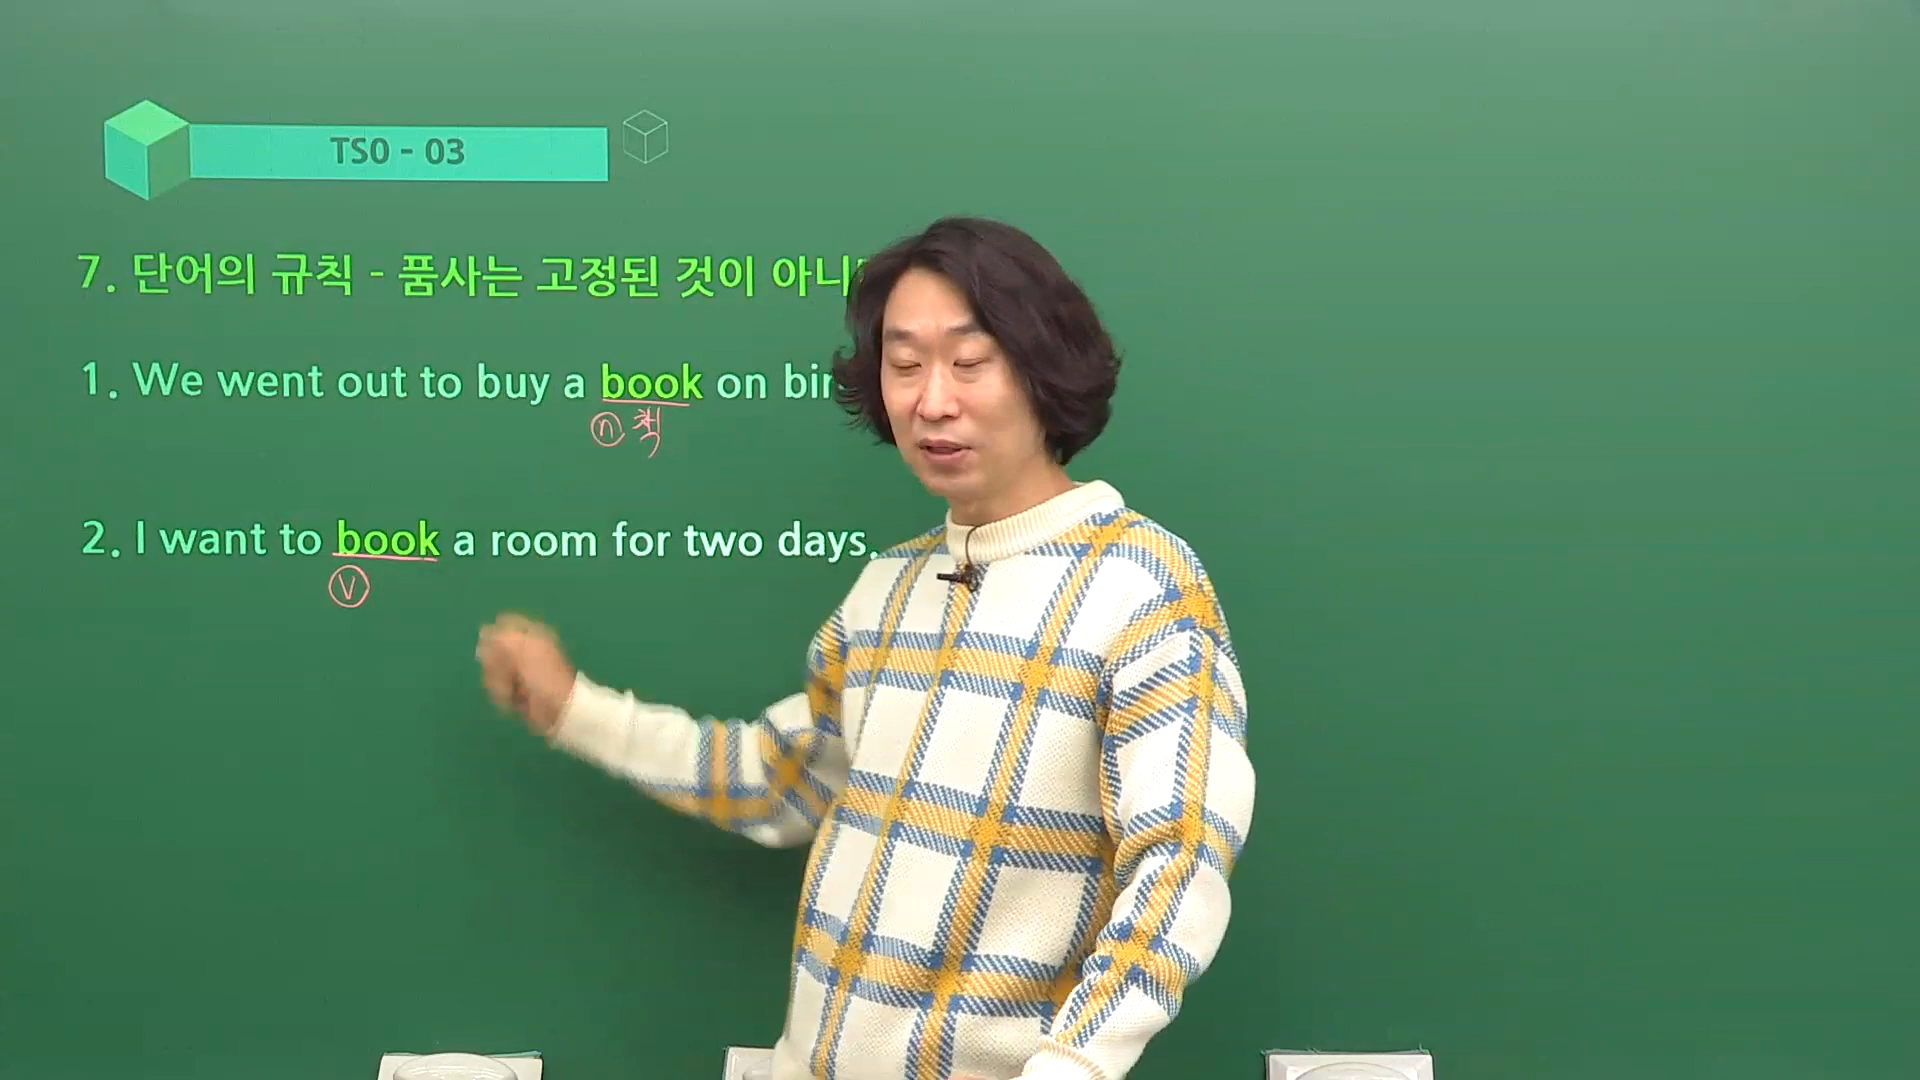 TS0 - 03
7. 단어의 규칙 - 품사는 고정된 것이 아니
1. We went out to buy a book on
ⓝ 책
2. I want to book a room for two days.
ⓥ